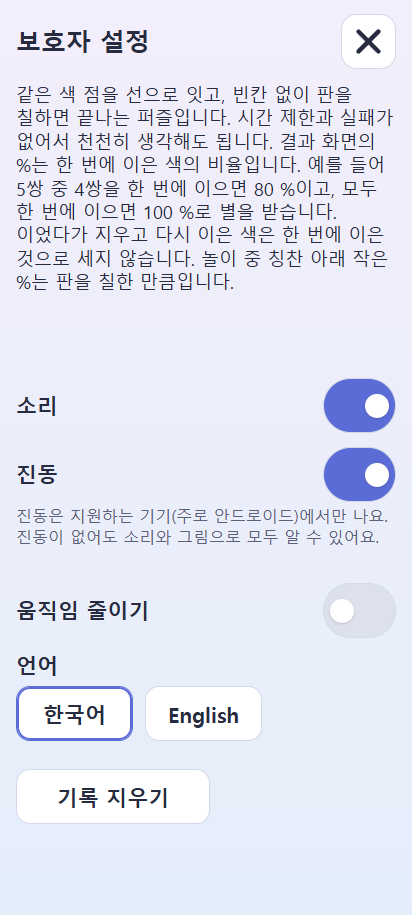 보호자 설정
같은 색 점을 선으로 잇고, 빈칸 없이 판을
칠하면 끝나는 퍼즐입니다. 시간 제한과 실패가
없어서 천천히 생각해도 됩니다. 결과 화면의
%는 한 번에 이은 색의 비율입니다. 예를 들어
5쌍 중 4쌍을 한 번에 이으면 80 %이고, 모두
한 번에 이으면 100 %로 별을 받습니다.
이었다가 지우고 다시 이은 색은 한 번에 이은
것으로 세지 않습니다. 놀이 중 칭찬 아래 작은
%는 판을 칠한 만큼입니다.
소리
진동
진동은 지원하는 기기(주로 안드로이드)에서만 나요.
진동이 없어도 소리와 그림으로 모두 알 수 있어요.
움직임 줄이기
언어
한국어 English
기록 지우기